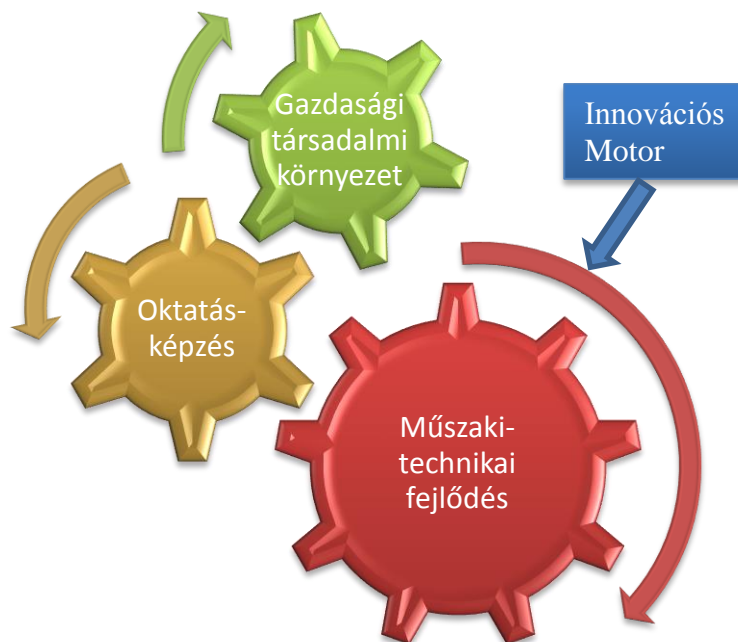 Gazdasági
társadalmi
környezet
Innovációs
Motor
Oktatás-
képzés
Műszaki-
technikai
fejlődés